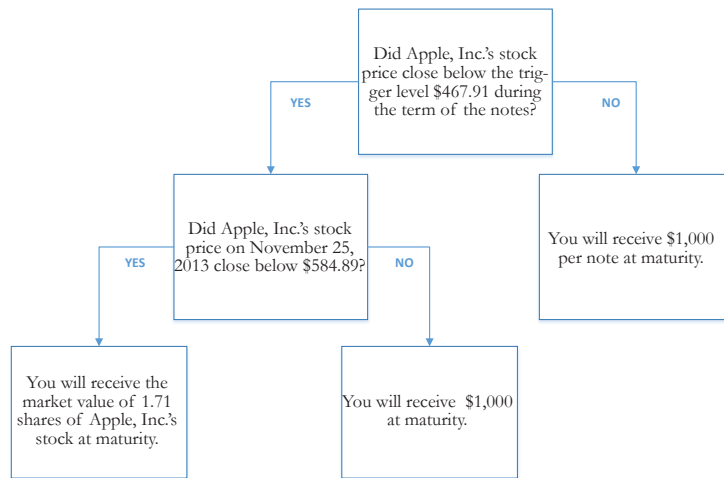 Did Apple, Inc.'s stock
price close below the trig-
ger level $467.91 during
the term of the notes?
YES
NO
Did Apple, Inc.'s stock
price on November 25,
2013 close below $584.89?
You will receive $1,000
per note at maturity.
YES
NO
You will receive the
market value of 1.71
shares of Apple, Inc.'s
stock at maturity.
You will receive $1,000
at maturity.